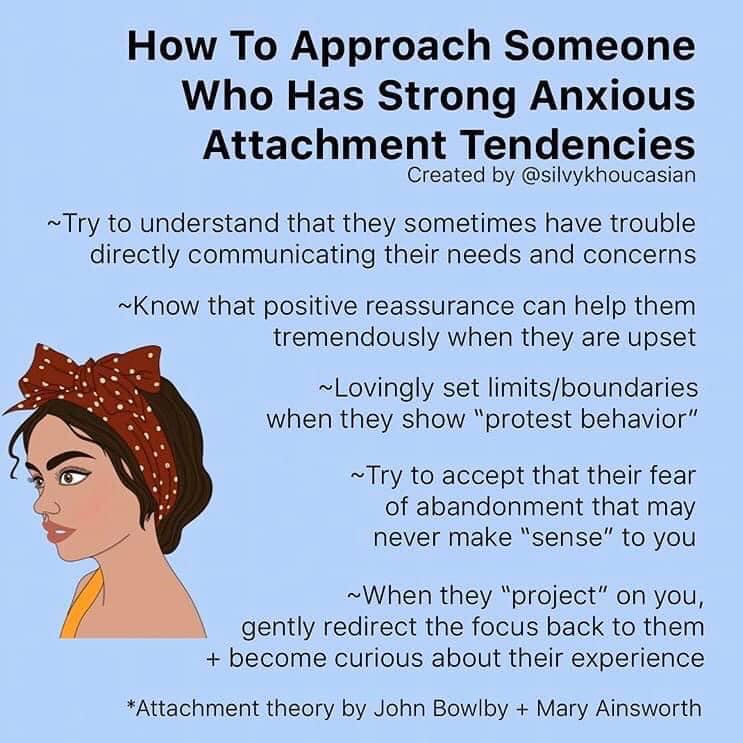 How To Approach Someone
Who Has Strong Anxious
Attachment Tendencies
Created by @silvykhoucasian
~Try to understand that they sometimes have trouble
directly communicating their needs and concerns
~Know that positive reassurance can help them
tremendously when they are upset
~Lovingly set limits/boundaries
when they show “protest behavior”
~Try to accept that their fear
of abandonment that may
never make “sense” to you
~When they “project” on you,
gently redirect the focus back to them
+ become curious about their experience
*Attachment theory by John Bowlby + Mary Ainsworth